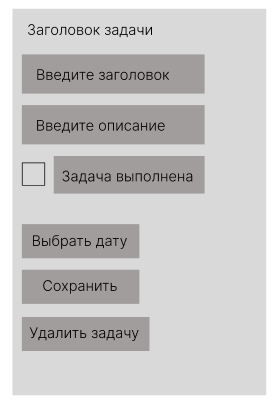 Заголовок задачи
Введите заголовок
Введите описание
Задача выполнена
Выбрать дату
Сохранить
Удалить задачу